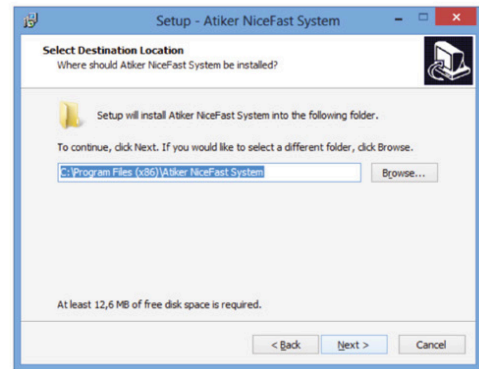 Setup - Atiker NiceFast System
Select Destination Location
Where should Atiker NiceFast System be installed?
Setup will install Atiker NiceFast System into the following folder.
To continue, click Next. If you would like to select a different folder, click Browse.
C:\Program Files (x86)\Atiker NiceFast System
Browse...
At least 12,6 MB of free disk space is required.
< Back Next > Cancel